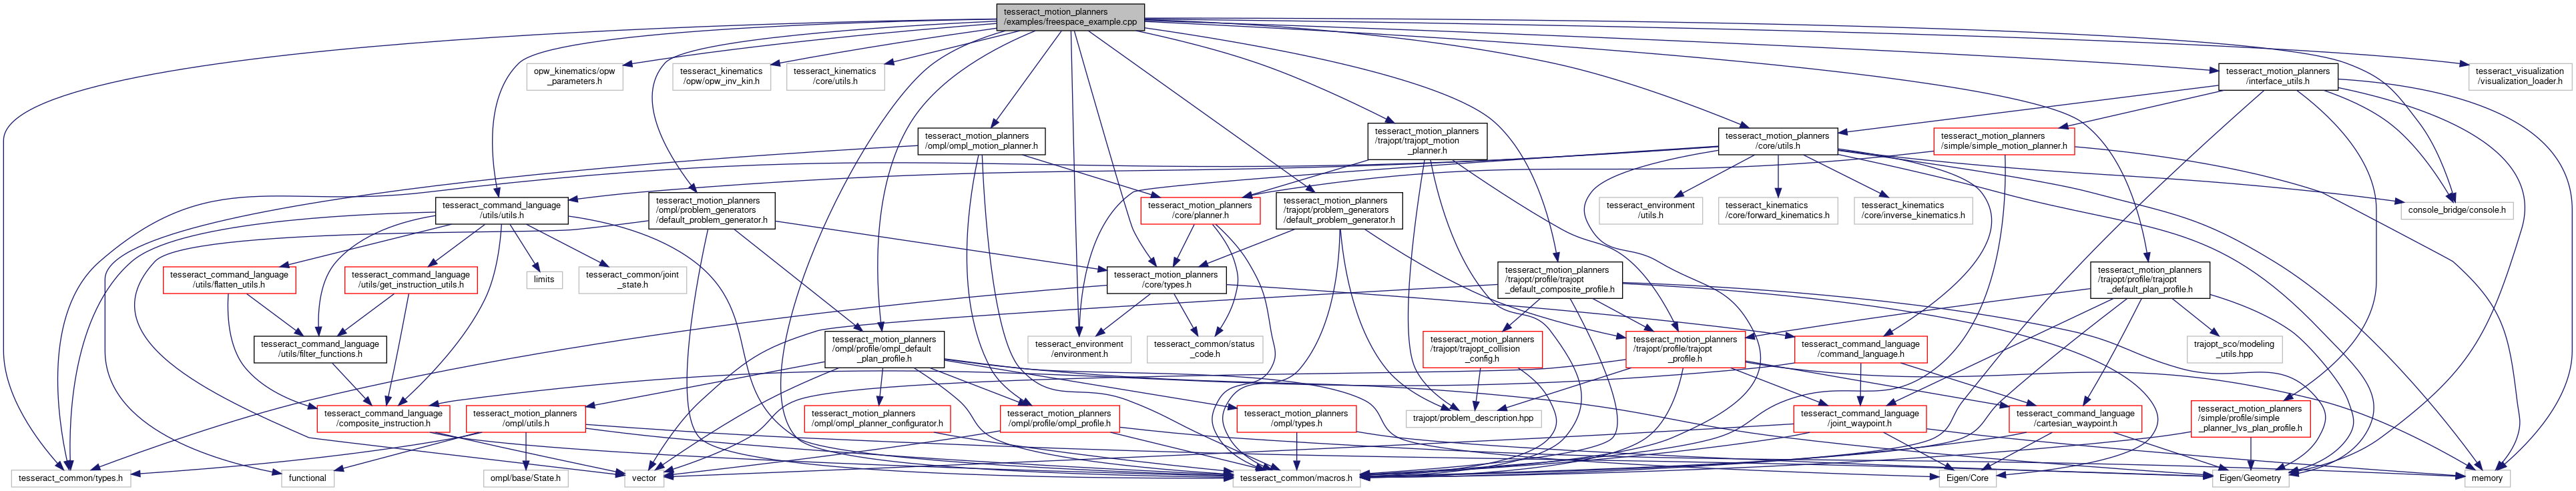 tesseract_motion_planners
/examples/freespace_example.cpp
opw_kinematics/opw
_parameters.h
tesseract_kinematics
/opw/opw_inv_kin.h
tesseract_kinematics
/core/utils.h
tesseract_motion_planners
/interface_utils.h
tesseract_visualization
/visualization_loader.h
tesseract_motion_planners
/ompl/ompl_motion_planner.h
tesseract_motion_planners
/trajopt/trajopt_motion
_planner.h
tesseract_motion_planners
/core/utils.h
tesseract_motion_planners
/simple/simple_motion_planner.h
tesseract_command_language
/utils/utils.h
tesseract_motion_planners
/ompl/problem_generators
/default_problem_generator.h
tesseract_motion_planners
/core/planner.h
tesseract_motion_planners
/trajopt/problem_generators
/default_problem_generator.h
tesseract_environment
/utils.h
tesseract_kinematics
/core/forward_kinematics.h
tesseract_kinematics
/core/inverse_kinematics.h
console_bridge/console.h
tesseract_command_language
/utils/flatten_utils.h
tesseract_command_language
/utils/get_instruction_utils.h
limits
tesseract_common/joint
_state.h
tesseract_motion_planners
/core/types.h
tesseract_motion_planners
/trajopt/profile/trajopt
_default_composite_profile.h
tesseract_motion_planners
/trajopt/profile/trajopt
_default_plan_profile.h
tesseract_command_language
/utils/filter_functions.h
tesseract_motion_planners
/ompl/profile/ompl_default
_plan_profile.h
tesseract_environment
/environment.h
tesseract_common/status
_code.h
tesseract_motion_planners
/trajopt/trajopt_collision
_config.h
tesseract_motion_planners
/trajopt/profile/trajopt
_profile.h
tesseract_command_language
/command_language.h
trajopt_sco/modeling
_utils.hpp
tesseract_command_language
/composite_instruction.h
tesseract_motion_planners
/ompl/utils.h
tesseract_motion_planners
/ompl/ompl_planner_configurator.h
tesseract_motion_planners
/ompl/profile/ompl_profile.h
tesseract_motion_planners
/ompl/types.h
trajopt/problem_description.hpp
tesseract_command_language
/joint_waypoint.h
tesseract_command_language
/cartesian_waypoint.h
tesseract_motion_planners
/simple/profile/simple
_planner_lvs_plan_profile.h
tesseract_common/types.h
functional
ompl/base/State.h
vector
tesseract_common/macros.h
Eigen/Core
Eigen/Geometry
memory